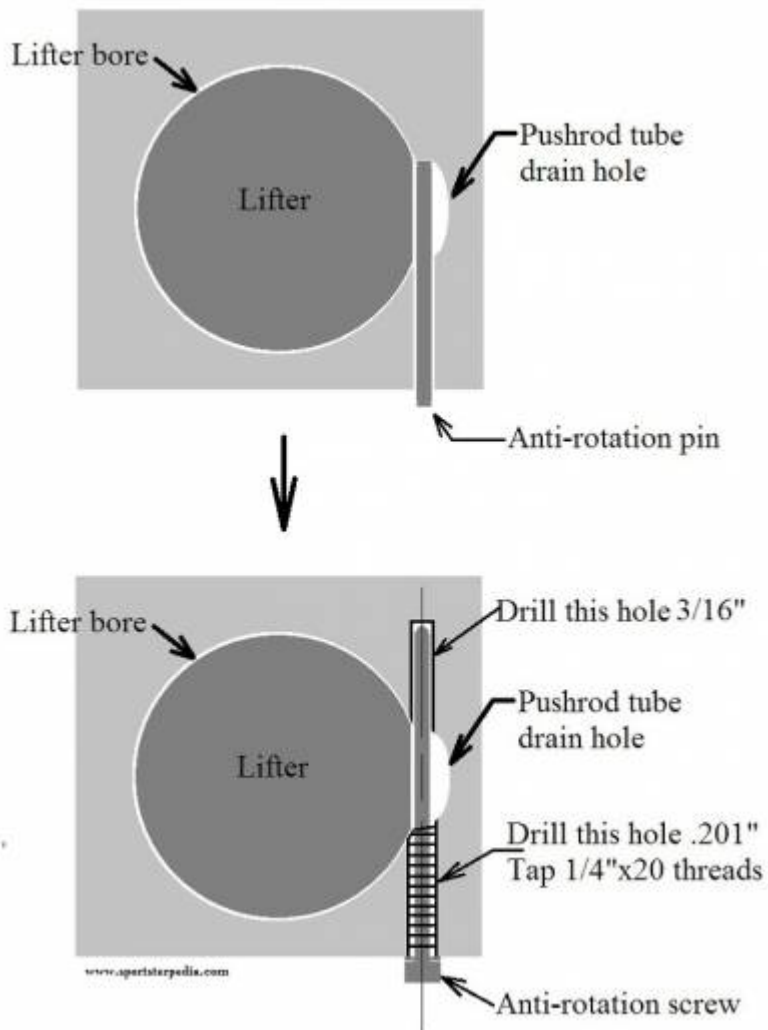 Lifter bore
Pushrod tube
drain hole
Lifter
Anti-rotation pin
Drill this hole 3/16"
Lifter bore
Pushrod tube
drain hole
Lifter
Drill this hole .201"
Tap 1/4"x20 threads
www.sportsterpedia.com
Anti-rotation screw